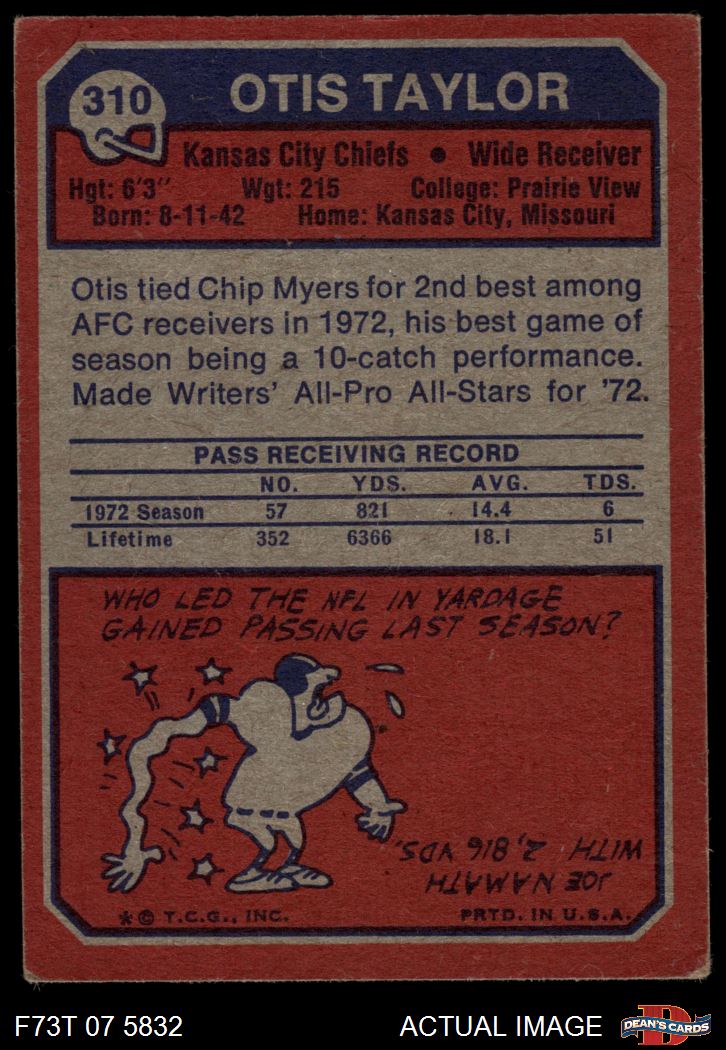 310
OTIS TAYLOR
Kansas City Chiefs • Wide Receiver
Hgt: 6'3" Wgt: 215 College: Prairie View
Born: 8-11-42 Home: Kansas City, Missouri
Otis tied Chip Myers for 2nd best among
AFC receivers in 1972, his best game of
season being a 10-catch performance.
Made Writers' All-Pro All-Stars for '72.
PASS RECEIVING RECORD
NO. YDS. AVG. TDS.
1972 Season 57 821 14.4 6
Lifetime 352 6366 18.1 51
WHO LED THE NFL IN YARDAGE
GAINED PASSING LAST SEASON?
JOE NAMATH
WITH 2,816 YDS.
* © T.C.G., INC. PRTD. IN U.S.A.
F73T 07 5832 ACTUAL IMAGE D DEAN'S CARDS